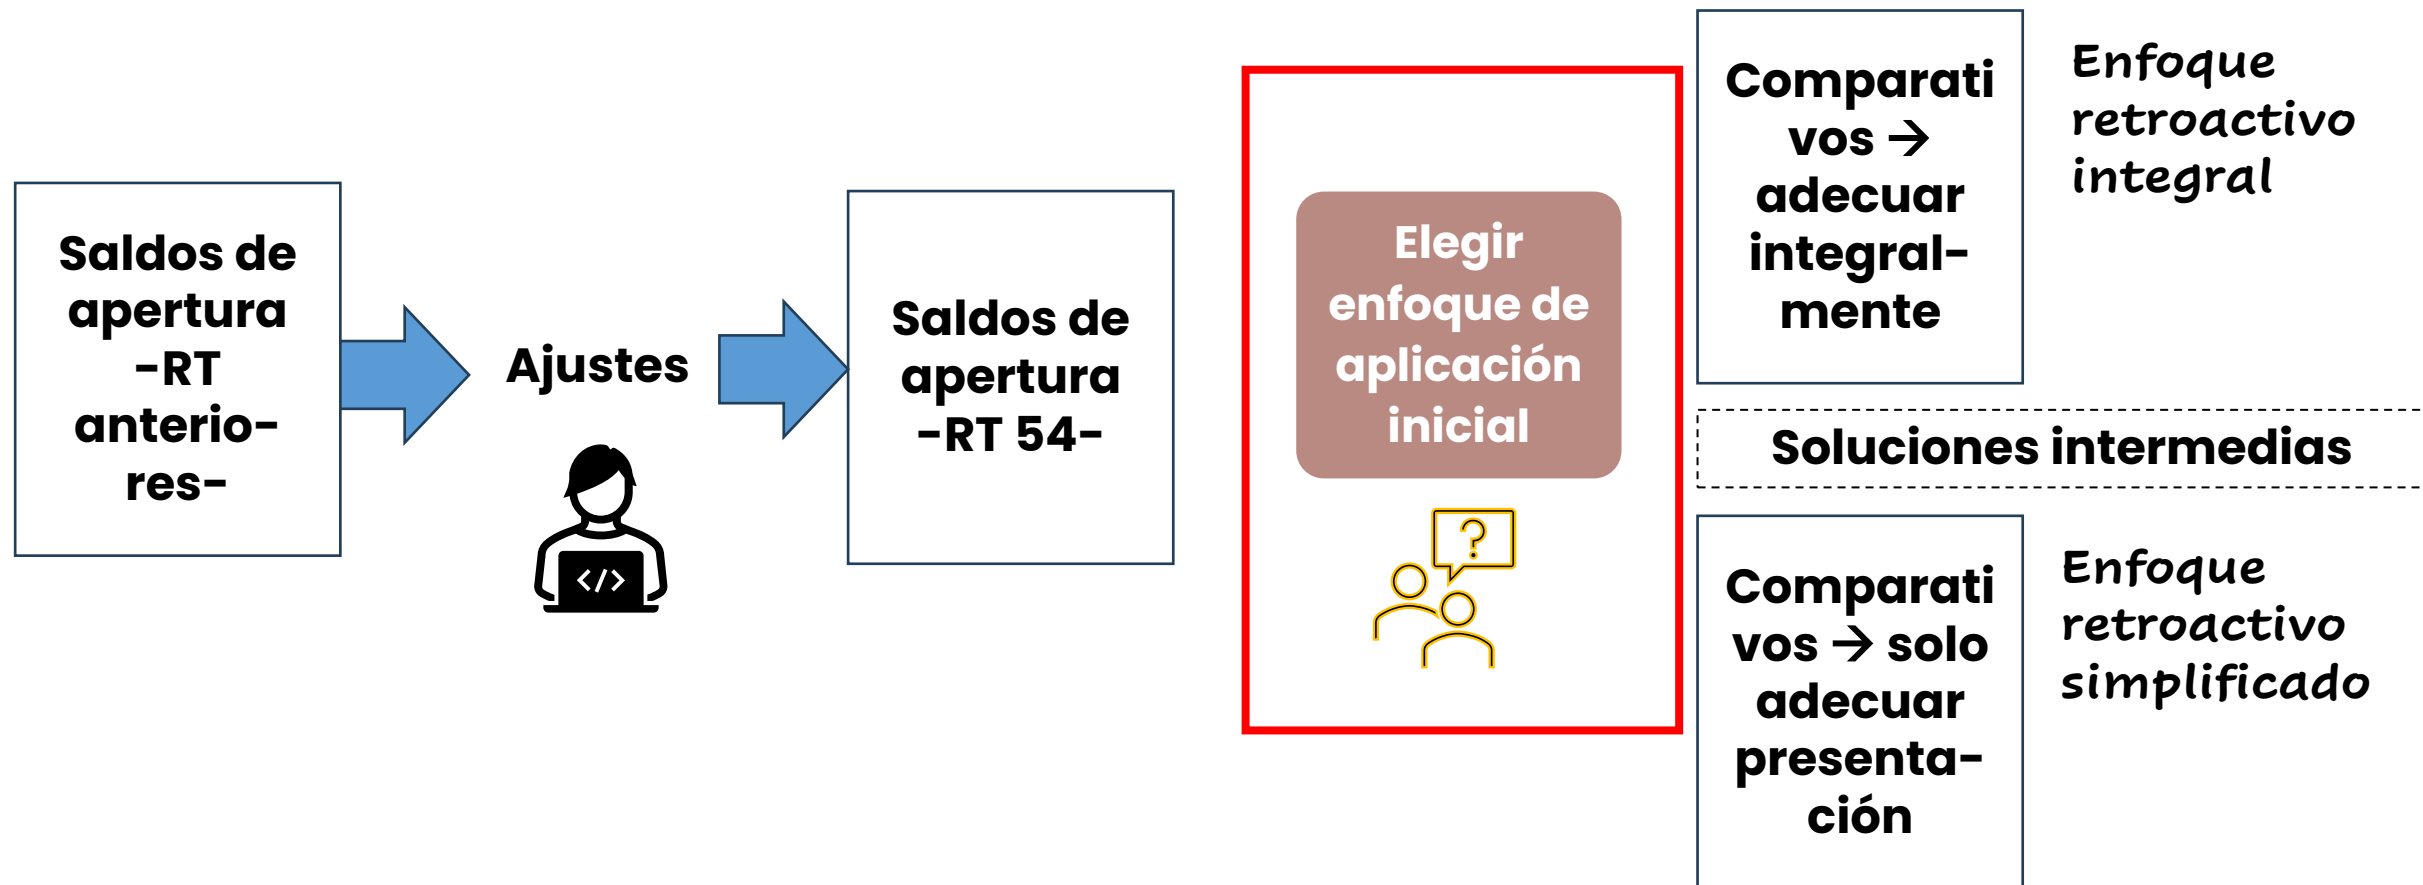 Saldos de
apertura
-RT
anterio-
res-
Ajustes
</>
Saldos de
apertura
-RT 54-
Elegir
enfoque de
aplicación
inicial
?
Comparati
vos →
adecuar
integral-
mente
Enfoque
retroactivo
integral
Soluciones intermedias
Comparati
vos → solo
adecuar
presenta-
ción
Enfoque
retroactivo
simplificado